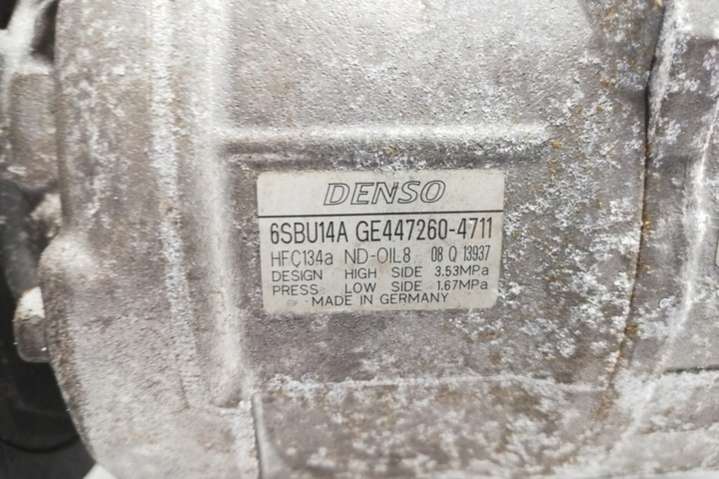 DENSO
6SBU14A GE447260-4711
HFC134a ND-OIL8 08 Q 13937
DESIGN HIGH SIDE 3.53MPa
PRESS LOW SIDE 1.67MPa
MADE IN GERMANY